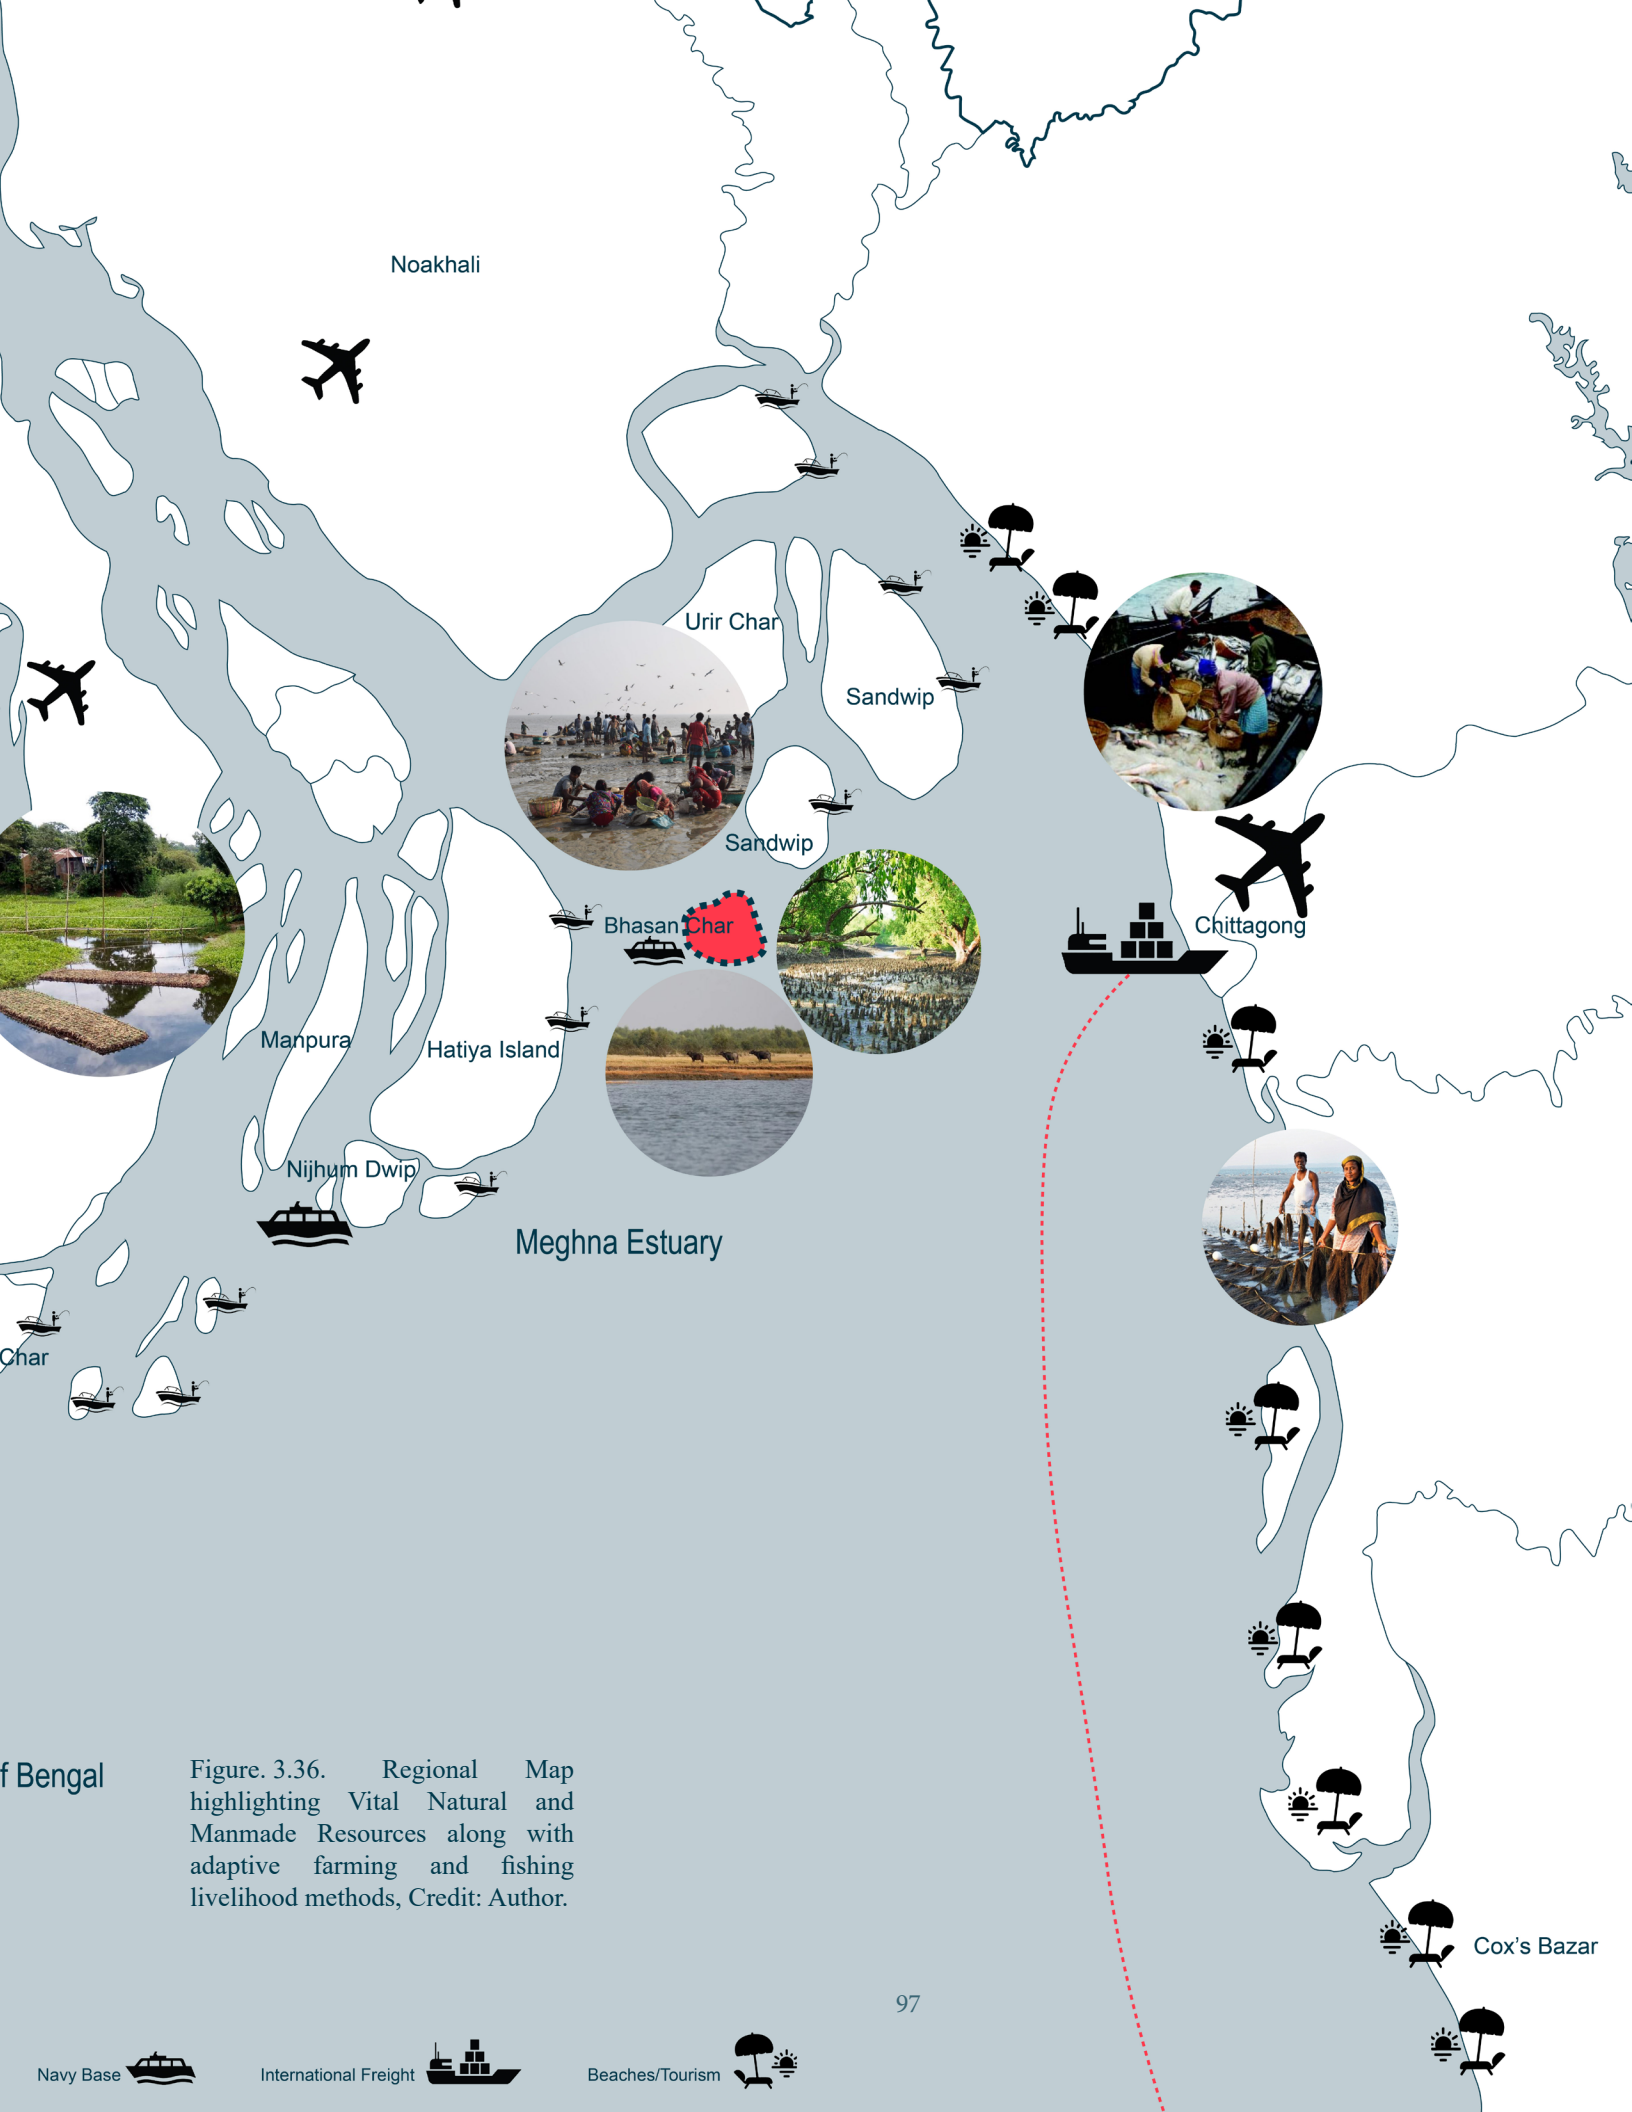 Noakhali
Urir Char
Sandwip
Sandwip
Bhasan Char
Chittagong
Manpura
Hatiya Island
Nijhum Dwip
Meghna Estuary
Char
f Bengal
Figure. 3.36. Regional Map
highlighting Vital Natural and
Manmade Resources along with
adaptive farming and fishing
livelihood methods, Credit: Author.
Cox's Bazar
97
Navy Base
International Freight
Beaches/Tourism